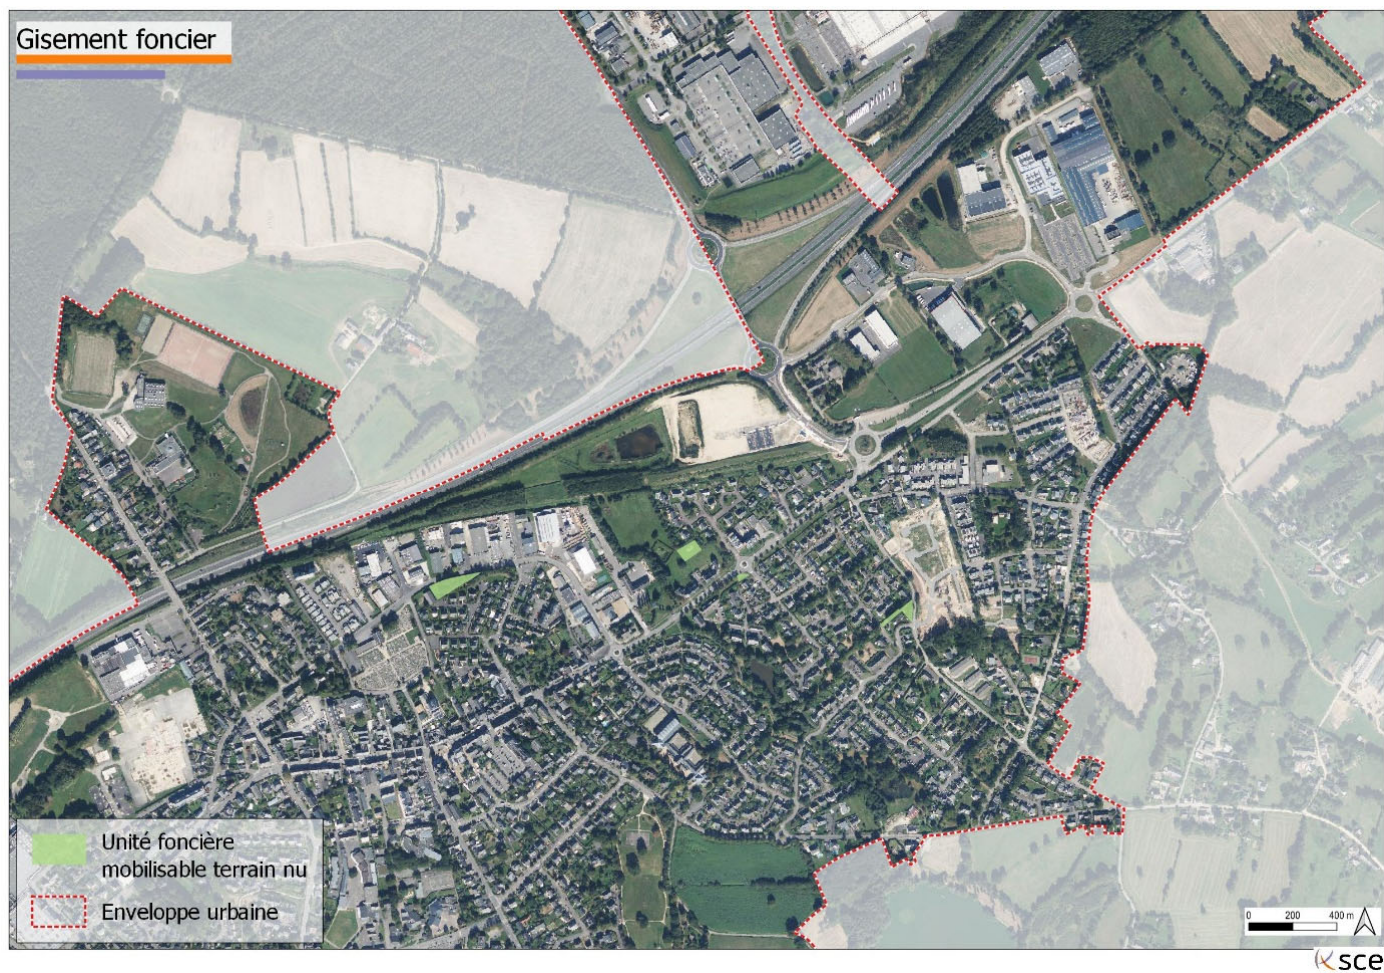 Gisement foncier
Unité foncière
mobilisable terrain nu
Enveloppe urbaine
0 200 400 m
sce